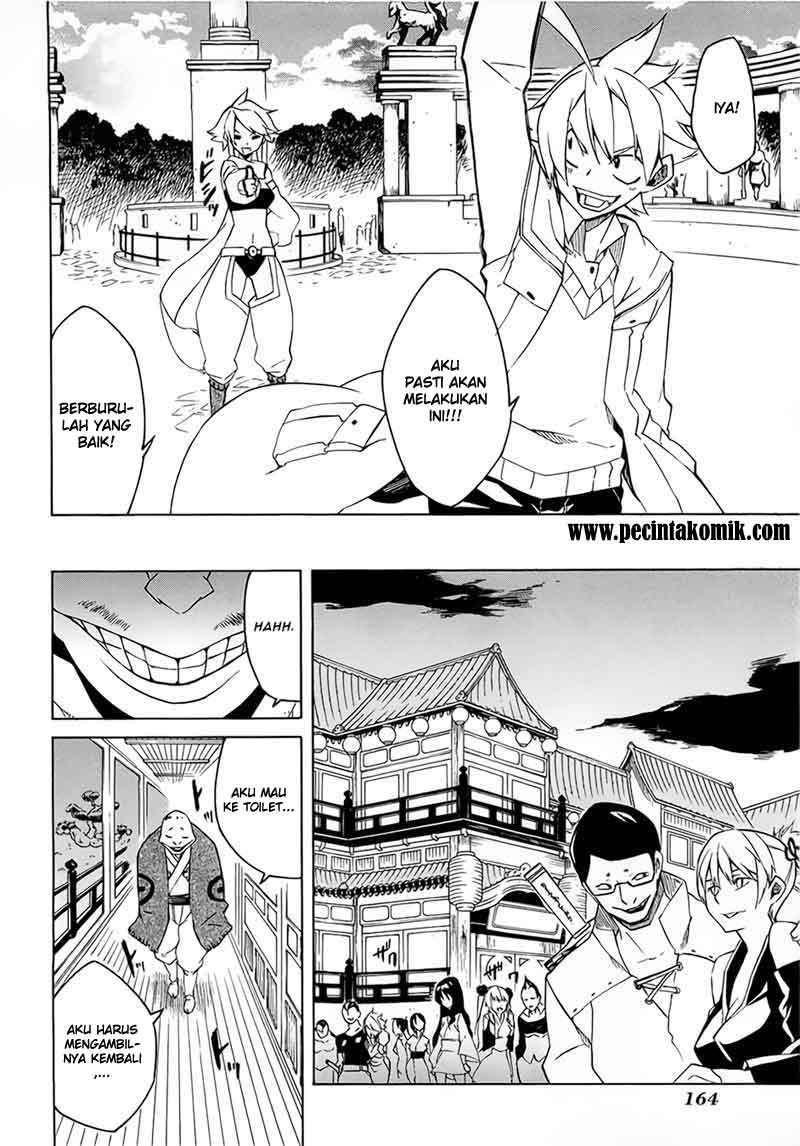 IYA!
AKU
PASTI AKAN
MELAKUKAN
INI!!!
BERBURU-
LAH YANG
BAIK!
www.pecintakomik.com
HAHH.
AKU MAU
KE TOILET...
AKU HARUS
MENGAMBIL-
NYA KEMBALI
,...
164